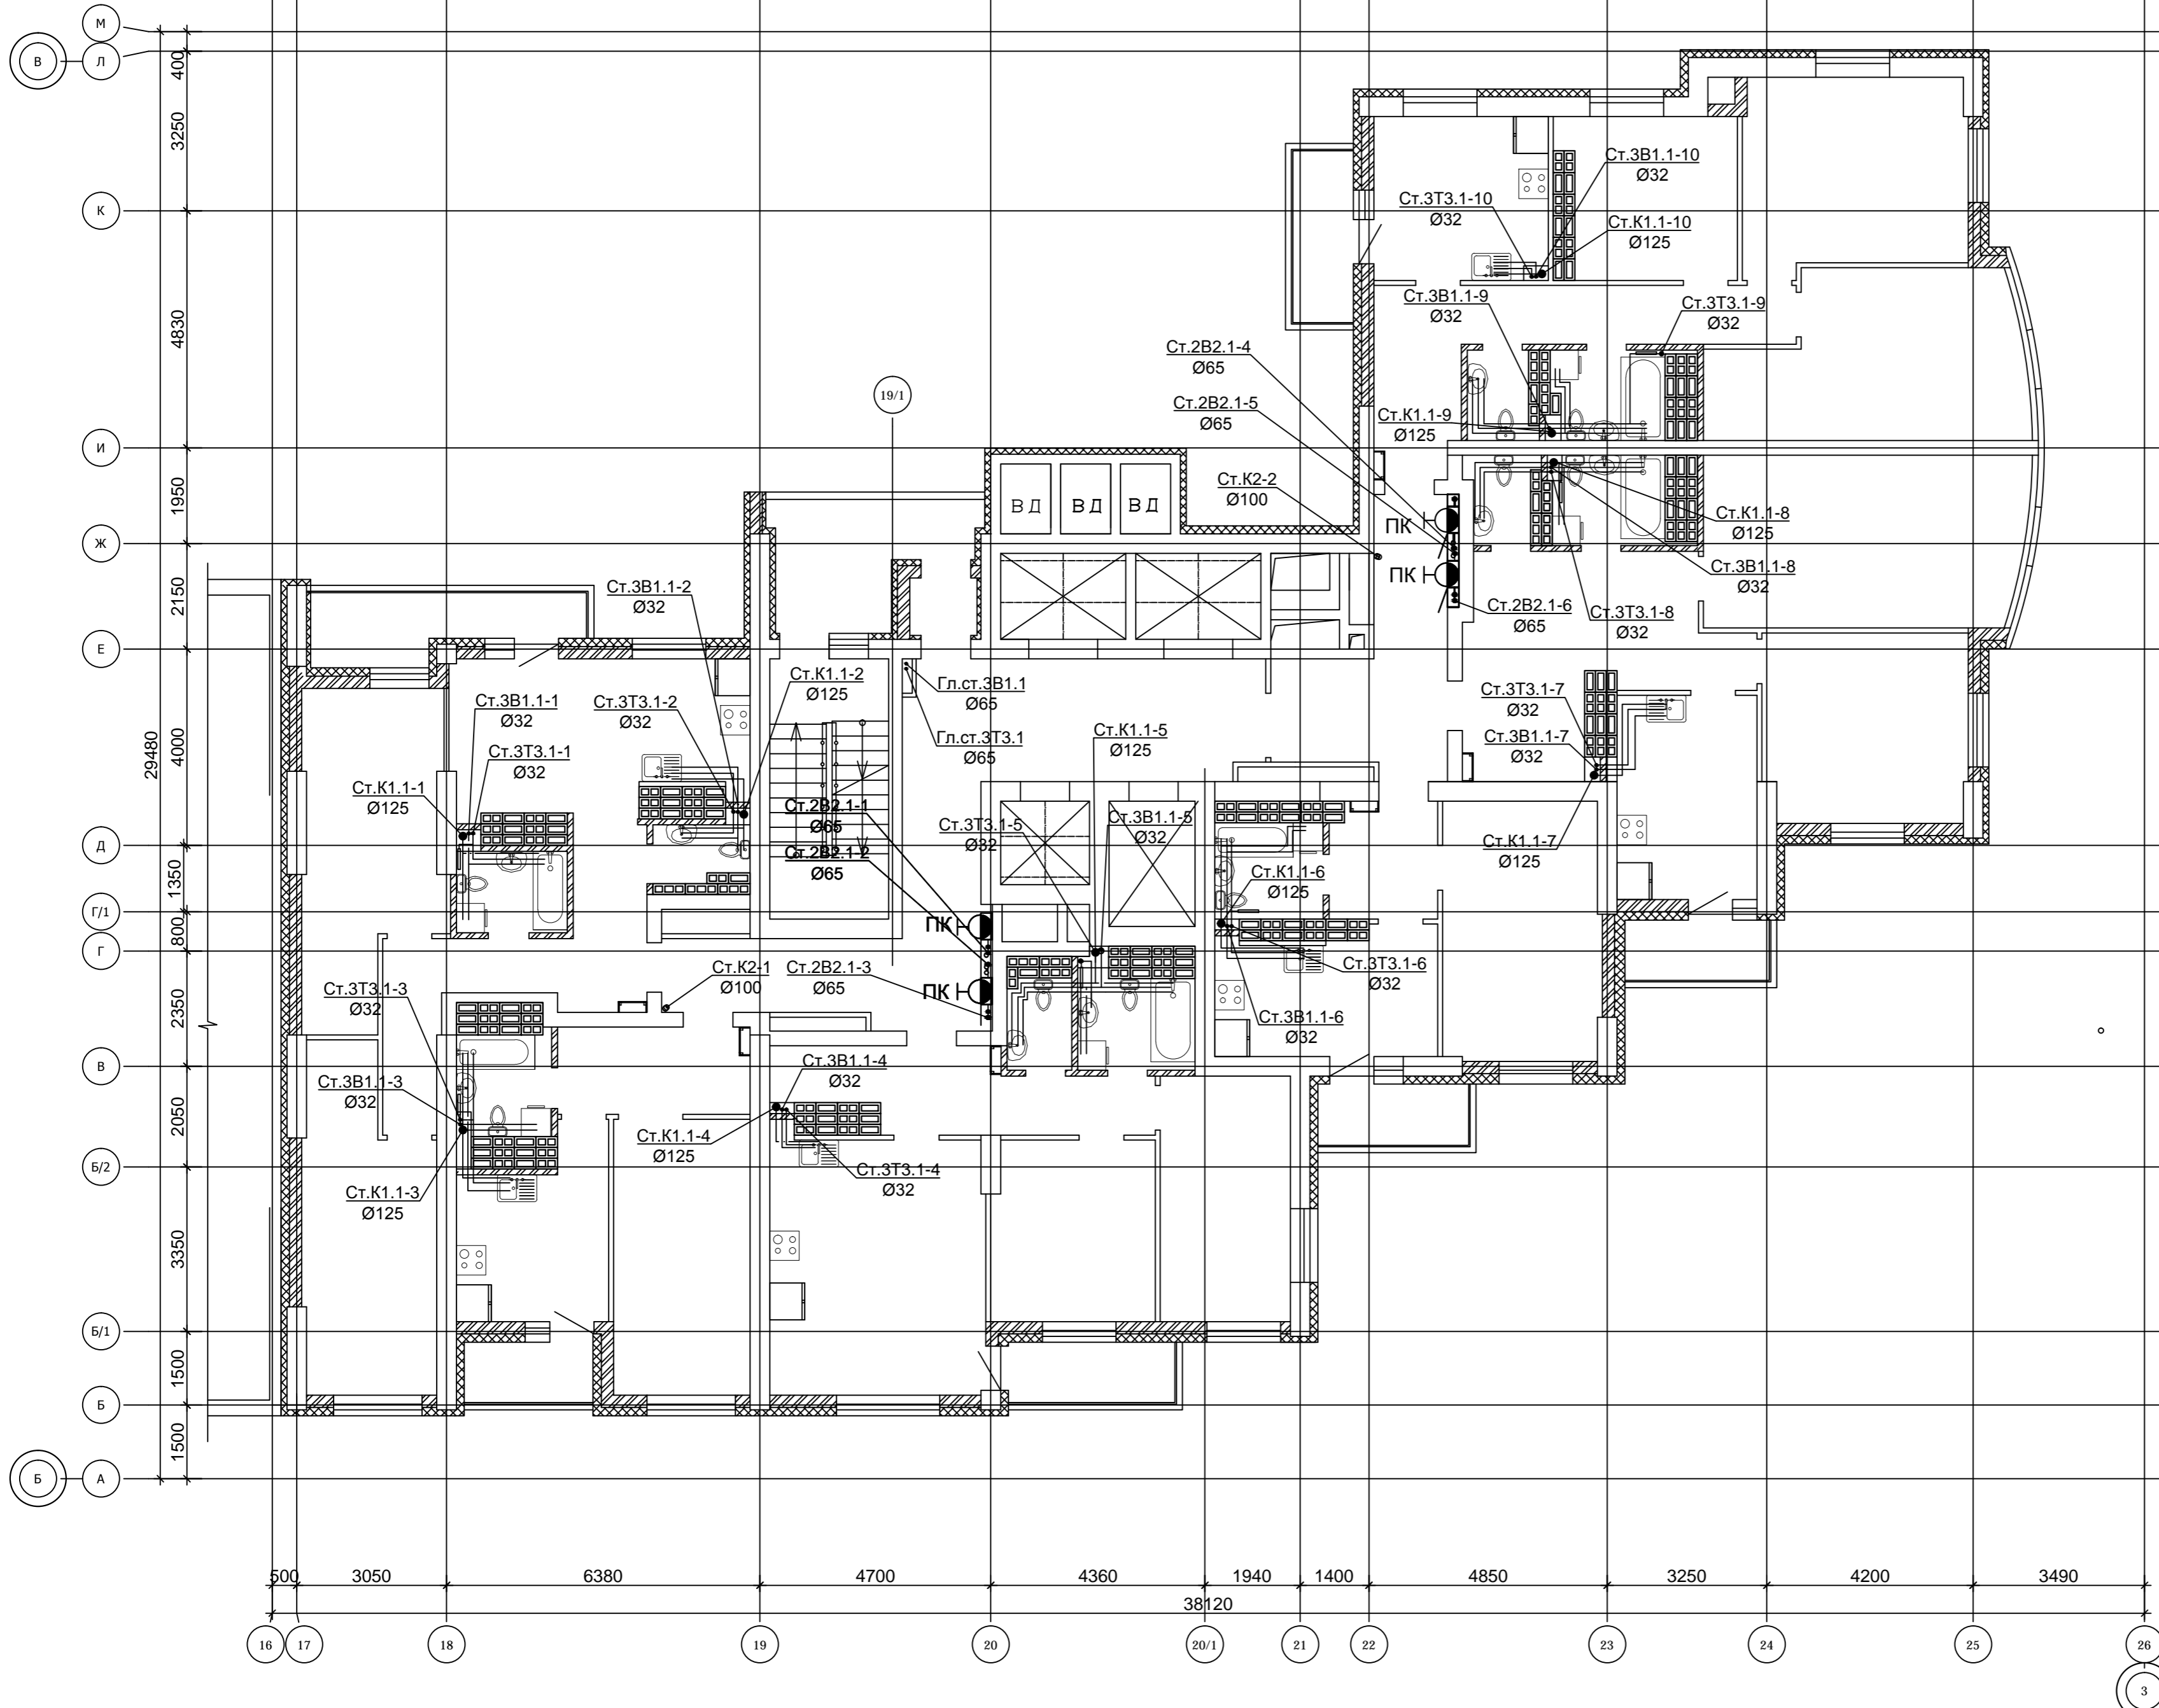 М
В
Л
400
3250
К
4830
И
1950
Ж
2150
Е
4000
29480
Д
1350
Г/1
800
Г
2350
В
2050
Б/2
3350
Б/1
1500
Б
1500
Б
А
19/1
Ст.3В1.1-10
Ø32
Ст.3Т3.1-10
Ø32
Ст.К1.1-10
Ø125
Ст.3В1.1-9
Ø32
Ст.3Т3.1-9
Ø32
Ст.2В2.1-4
Ø65
Ст.2В2.1-5
Ø65
Ст.К1.1-9
Ø125
Ст.К2-2
Ø100
ВД
ВД
ВД
ПК
ПК
Ст.К1.1-8
Ø125
Ст.3В1.1-8
Ø32
Ст.2В2.1-6
Ø65
Ст.3Т3.1-8
Ø32
Ст.3В1.1-2
Ø32
Ст.К1.1-2
Ø125
Гл.ст.3В1.1
Ø65
Ст.3В1.1-1
Ø32
Ст.3Т3.1-2
Ø32
Ст.3Т3.1-7
Ø32
Гл.ст.3Т3.1
Ø65
Ст.К1.1-5
Ø125
Ст.3В1.1-7
Ø32
Ст.3Т3.1-1
Ø32
Ст.К1.1-1
Ø125
Ст.2В2.1-1
Ø65
Ст.3Т3.1-5
Ø32
Ст.3В1.1-5
Ø32
Ст.К1.1-7
Ø125
Ст.2В2.1-2
Ø65
Ст.К1.1-6
Ø125
ПК
Ст.К2-1
Ø100
Ст.2В2.1-3
Ø65
ПК
Ст.3Т3.1-6
Ø32
Ст.3Т3.1-3
Ø32
Ст.3В1.1-6
Ø32
Ст.3В1.1-3
Ø32
Ст.3В1.1-4
Ø32
Ст.К1.1-4
Ø125
Ст.3Т3.1-4
Ø32
Ст.К1.1-3
Ø125
500 3050 6380 4700 4360 1940 1400 4850 3250 4200 3490
38120
16 17 18 19 20 20/1 21 22 23 24 25 26
3